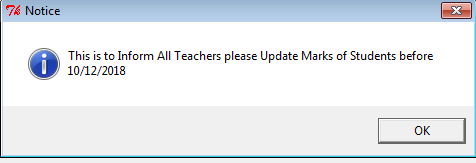 Notice
This is to Inform All Teachers please Update Marks of Students before
10/12/2018
OK